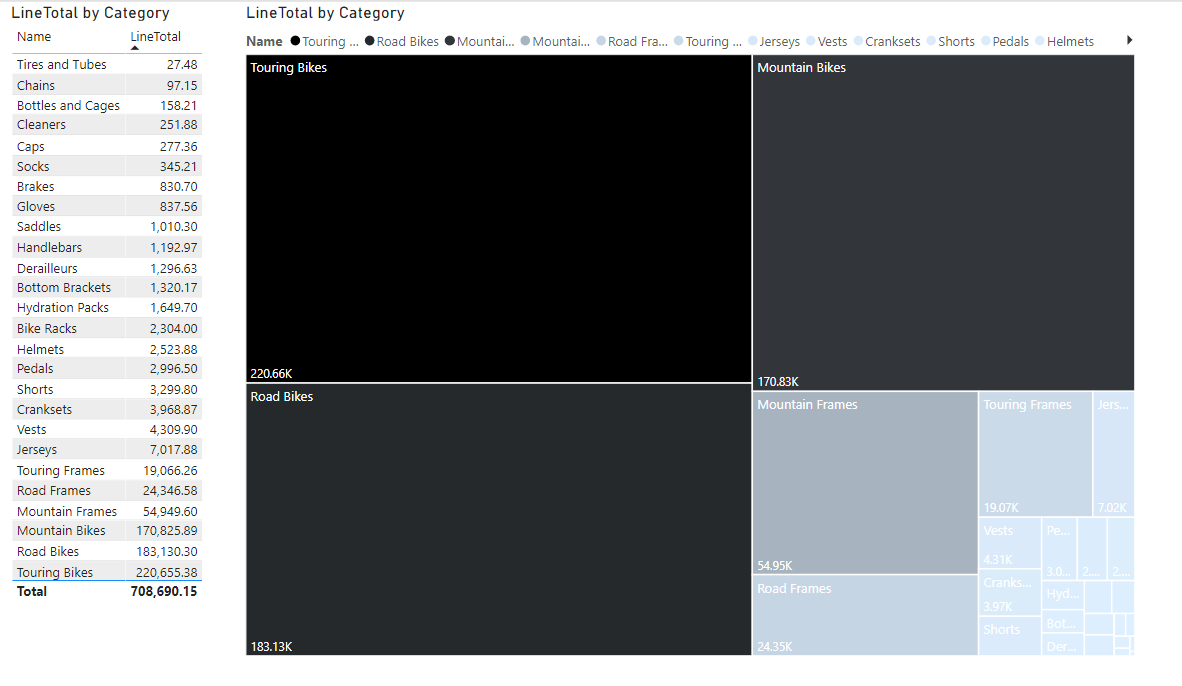 LineTotal by Category
Name LineTotal
Tires and Tubes 27.48
Chains 97.15
Bottles and Cages 158.21
Cleaners 251.88
Caps 277.36
Socks 345.21
Brakes 830.70
Gloves 837.56
Saddles 1,010.30
Handlebars 1,192.97
Derailleurs 1,296.63
Bottom Brackets 1,320.17
Hydration Packs 1,649.70
Bike Racks 2,304.00
Helmets 2,523.88
Pedals 2,996.50
Shorts 3,299.80
Cranksets 3,968.87
Vests 4,309.90
Jerseys 7,017.88
Touring Frames 19,066.26
Road Frames 24,346.58
Mountain Frames 54,949.60
Mountain Bikes 170,825.89
Road Bikes 183,130.30
Touring Bikes 220,655.38
Total 708,690.15
LineTotal by Category
Name Touring ... Road Bikes Mountai... Mountai... Road Fra... Touring ... Jerseys Vests Cranksets Shorts Pedals Helmets
Touring Bikes
220.66K
Road Bikes
183.13K
Mountain Bikes
170.83K
Mountain Frames
54.95K
Road Frames
24.35K
Touring Frames
19.07K
Jers...
7.02K
Vests
4.31K
Cranks...
3.97K
Shorts
Pe...
3.0...
2....
2....
Hyd...
Bot...
Der...